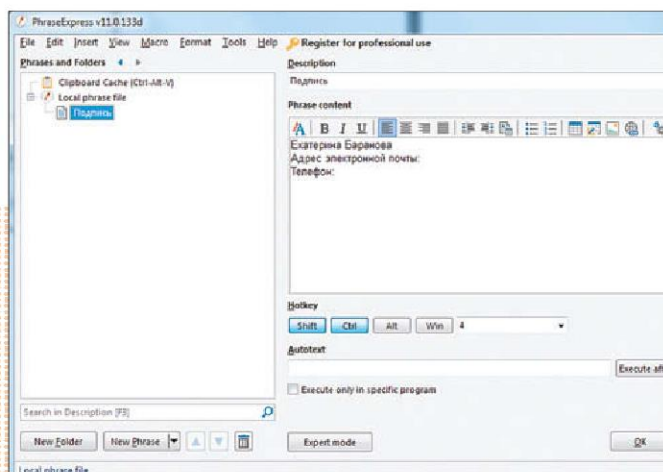 PhraseExpress v11.0.133d
File Edit Insert View Macro Format Tools Help Register for professional use
Phrases and Folders
Clipboard Cache (Ctrl-Alt-V)
Local phrase file
Подпись
Search in Description [F3]
New Folder New Phrase
Local phrase file
Description
Подпись
Phrase content
A B I U
Екатерина Баранова
Адрес электронной почты:
Телефон:
Hotkey
Shift Ctrl Alt Win 4
Autotext
Execute aft
Execute only in specific program
Expert mode OK